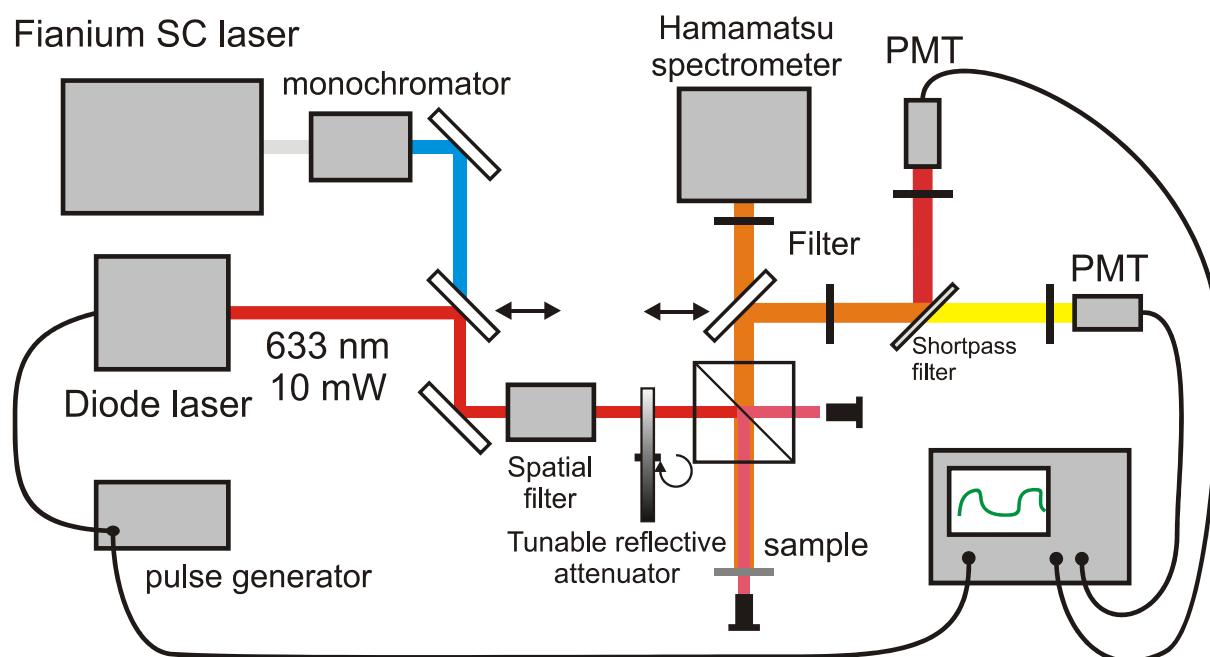 Fianium SC laser
monochromator
Hamamatsu
spectrometer
PMT
Filter
PMT
Shortpass
filter
633 nm
10 mW
Diode laser
Spatial
filter
Tunable reflective
attenuator
sample
pulse generator